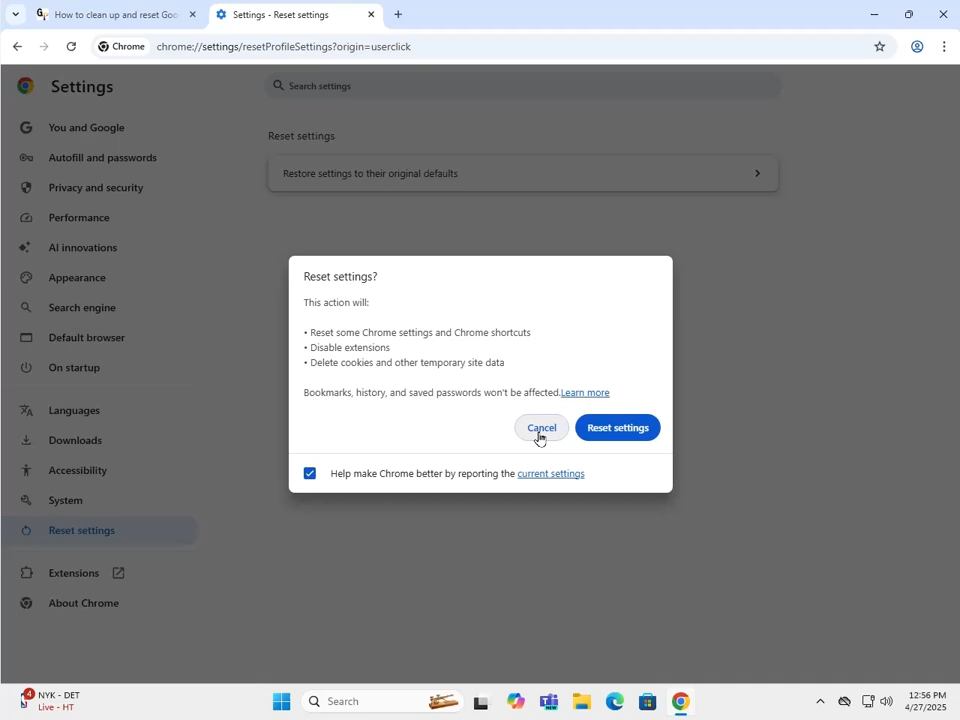 How to clean up and reset Goo
Settings - Reset settings
Chrome
chrome://settings/resetProfileSettings?origin=userclick
Settings
Search settings
You and Google
Autofill and passwords
Privacy and security
Performance
AI innovations
Appearance
Search engine
Default browser
On startup
Languages
Downloads
Accessibility
System
Reset settings
Extensions
About Chrome
Reset settings
Restore settings to their original defaults
Reset settings?
This action will:
• Reset some Chrome settings and Chrome shortcuts
• Disable extensions
• Delete cookies and other temporary site data
Bookmarks, history, and saved passwords won't be affected.Learn more
Cancel
Reset settings
Help make Chrome better by reporting the current settings
4
NYK - DET
Live - HT
Search
NEW
12:56 PM
4/27/2025